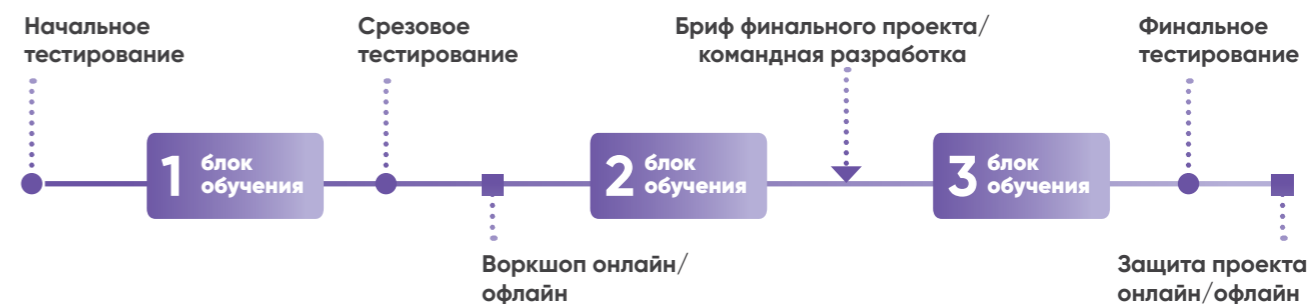 Начальное
тестирование
Срезовое
тестирование
Бриф финального проекта/
командная разработка
Финальное
тестирование
1 блок
обучения
2 блок
обучения
3 блок
обучения
Воркшоп онлайн/
офлайн
Защита проекта
онлайн/офлайн